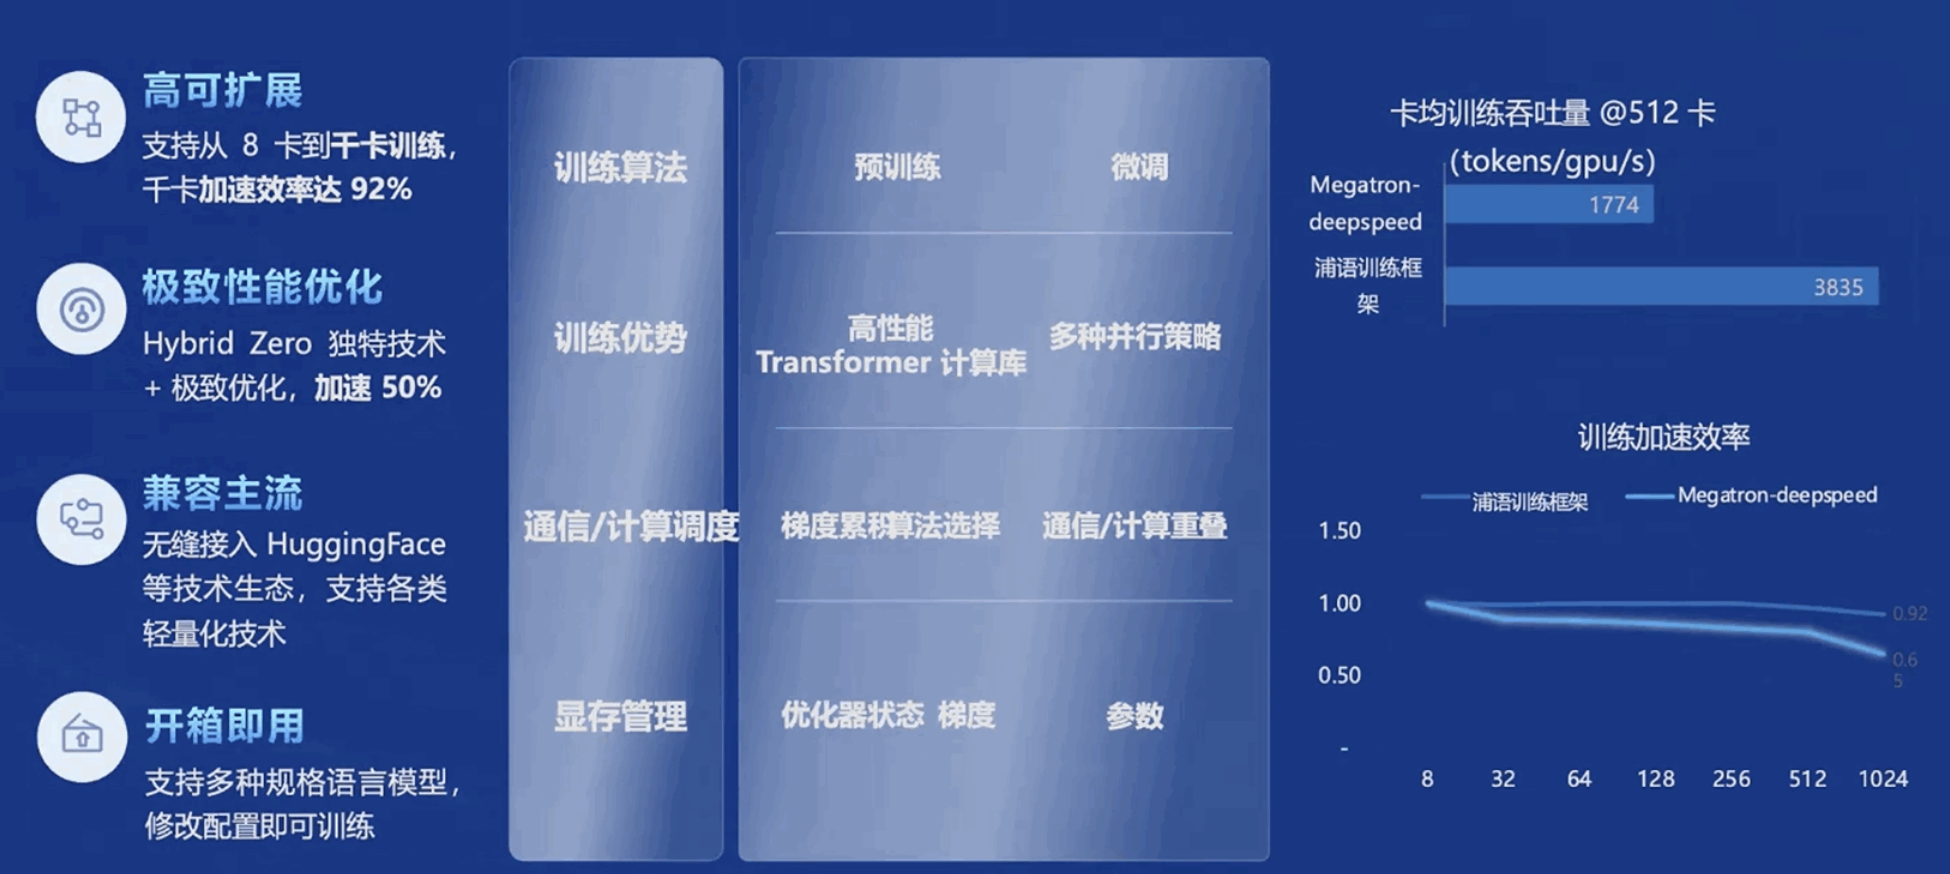 高可扩展
支持从 8 卡到千卡训练，
千卡加速效率达 92%
极致性能优化
Hybrid Zero 独特技术
+ 极致优化，加速 50%
兼容主流
无缝接入 HuggingFace
等技术生态，支持各类
轻量化技术
开箱即用
支持多种规格语言模型，
修改配置即可训练
训练算法
预训练
微调
训练优势
高性能
Transformer 计算库
多种并行策略
通信/计算调度
梯度累积
算法选择
通信/计算重叠
显存管理
优化器状态
梯度
参数
卡均训练吞吐量 @512 卡
(tokens/gpu/s)
Megatron-
deepspeed
1774
浦语训练框
架
3835
训练加速效率
浦语训练框架
Megatron-deepspeed
1.50
1.00
0.50
-
0.92
0.6
5
8 32 64 128 256 512 1024